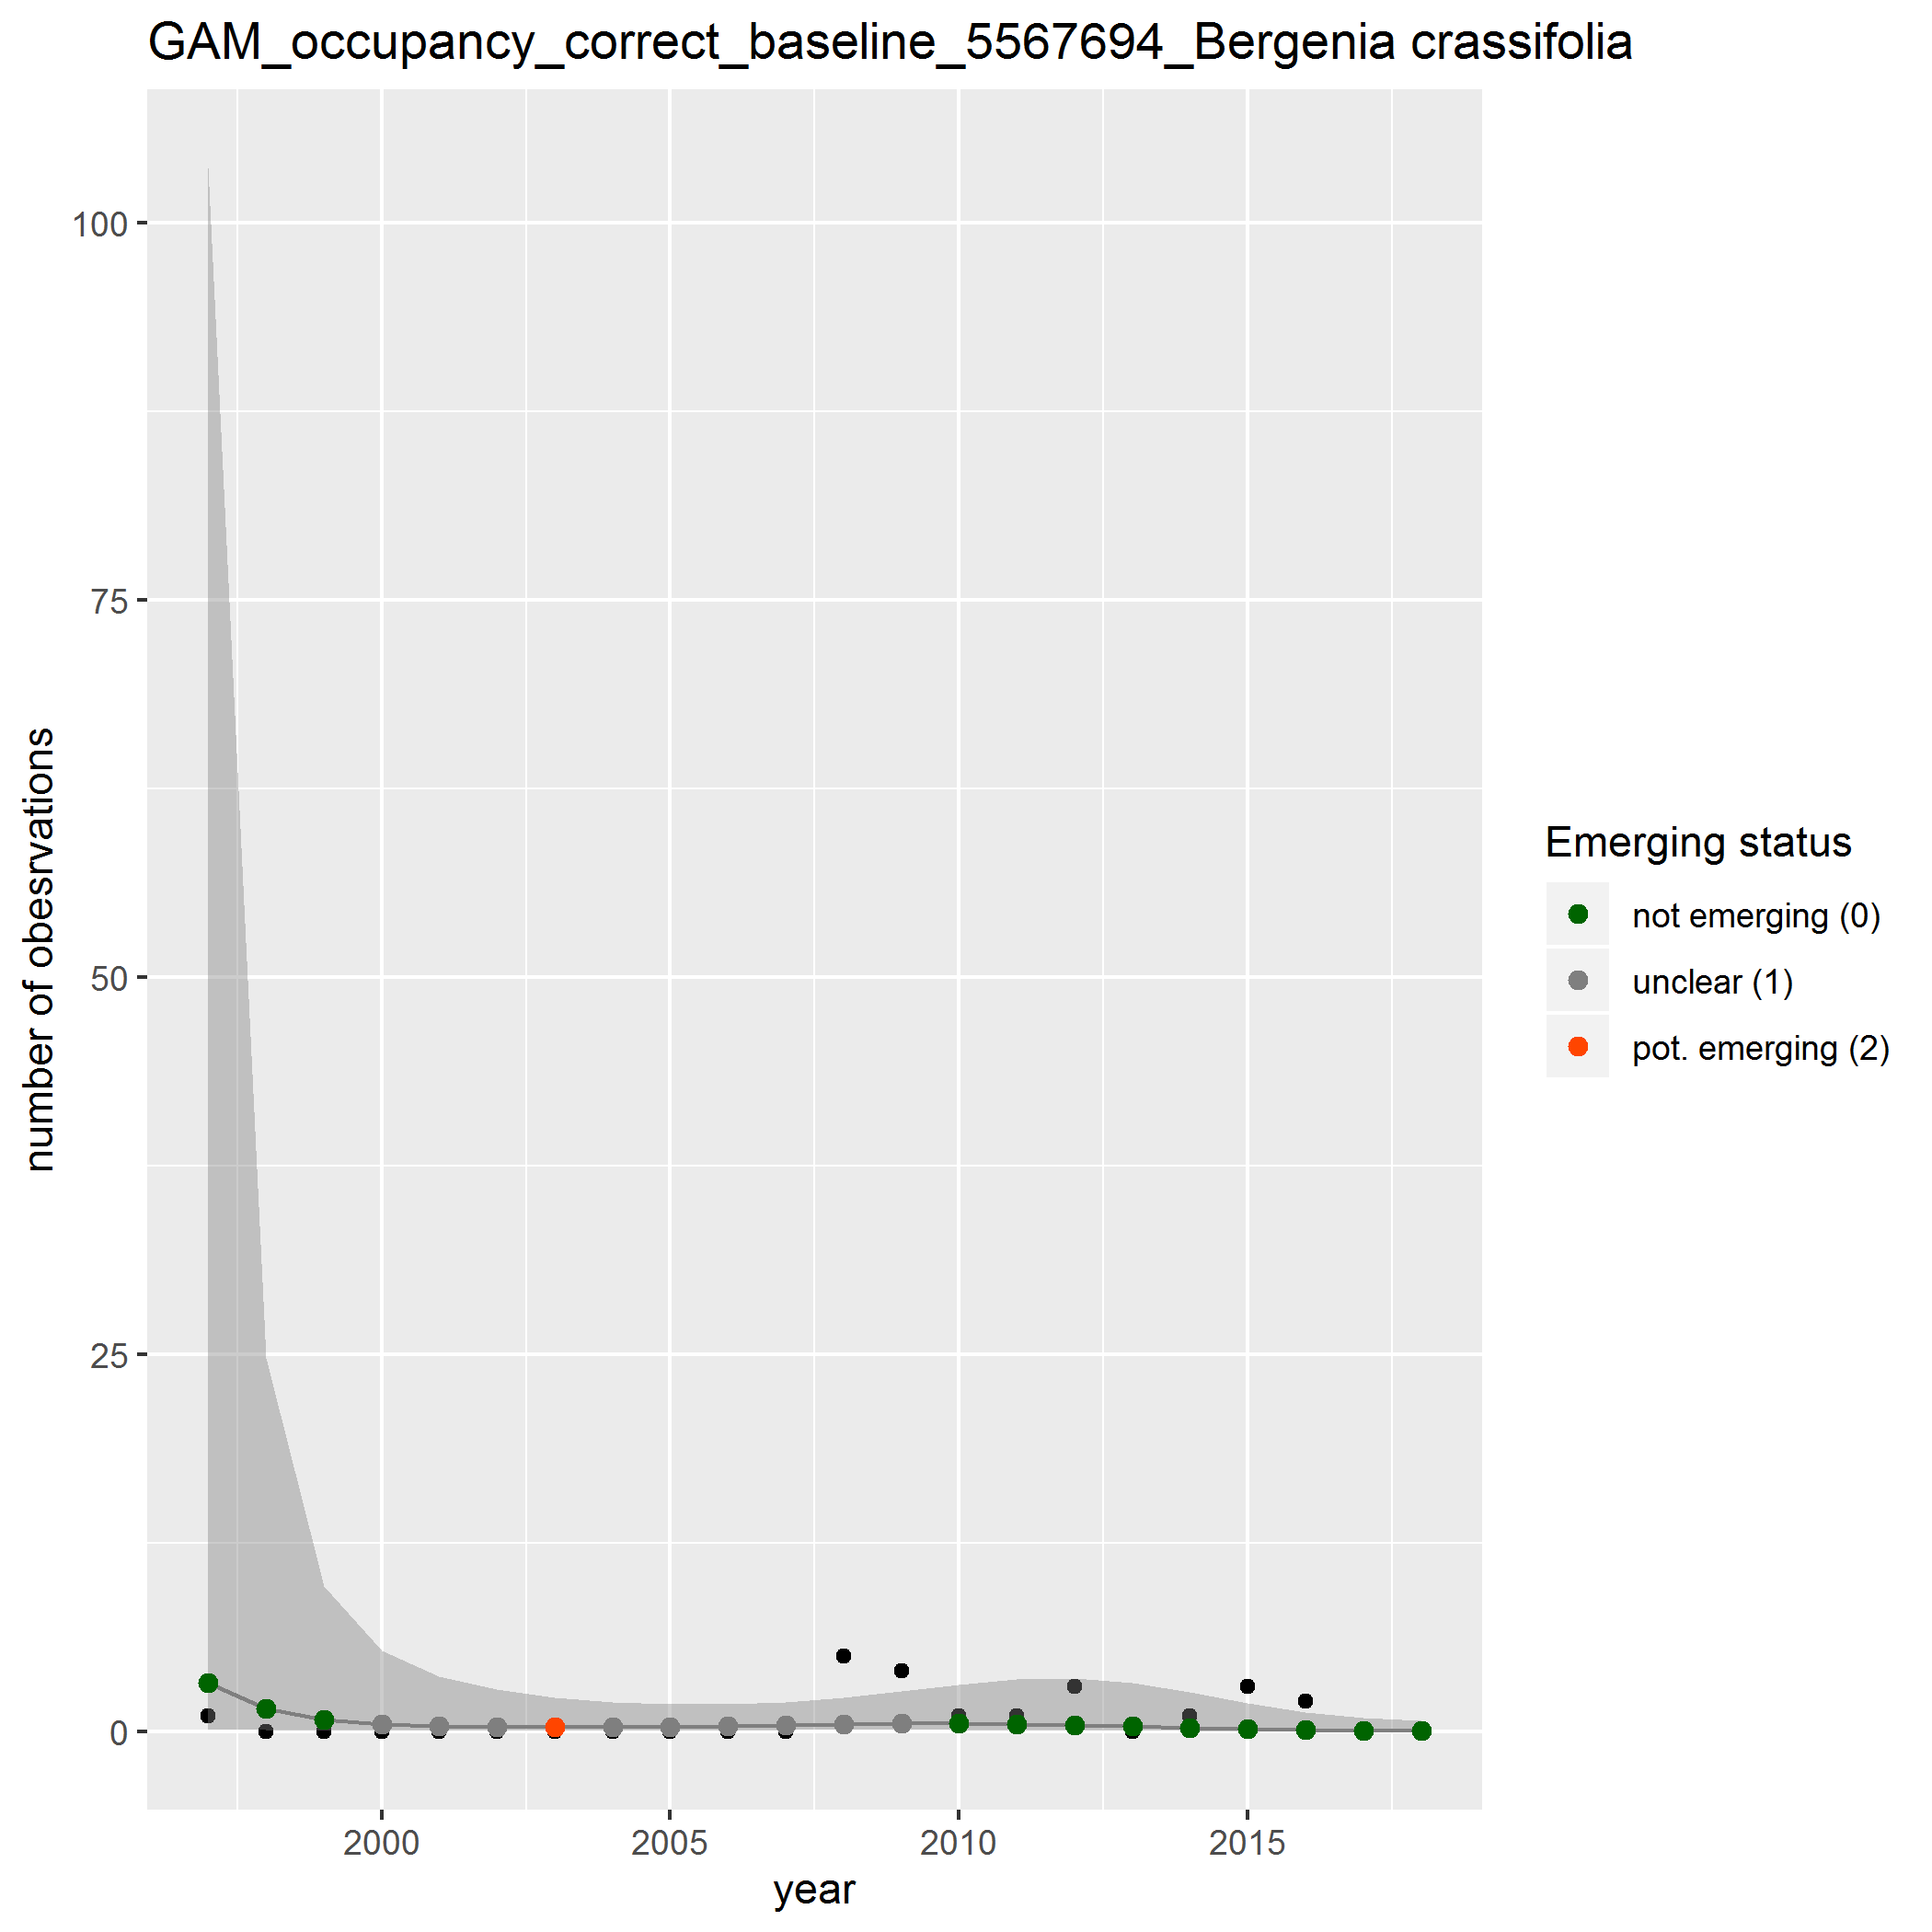 GAM_occupancy_correct_baseline_5567694_Bergenia crassifolia
100
75
50
25
0
number of obesrvations
2000 2005 2010 2015
year
Emerging status
not emerging (0)
unclear (1)
pot. emerging (2)